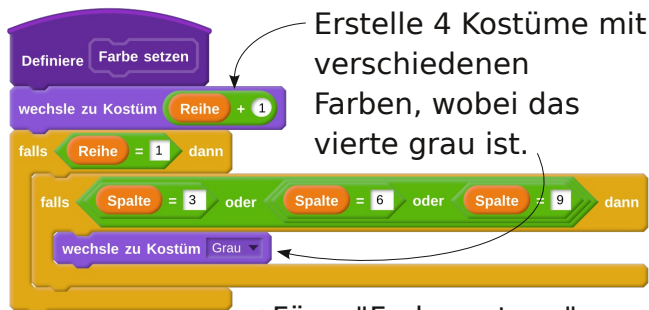 Erstelle 4 Kostüme mit
verschiedenen
Farben, wobei das
vierte grau ist.
Definiere Farbe setzen
wechsle zu Kostüm Reihe + 1
falls Reihe = 1 dann
falls Spalte = 3 oder Spalte = 6 oder Spalte = 9 dann
wechsle zu Kostüm Grau